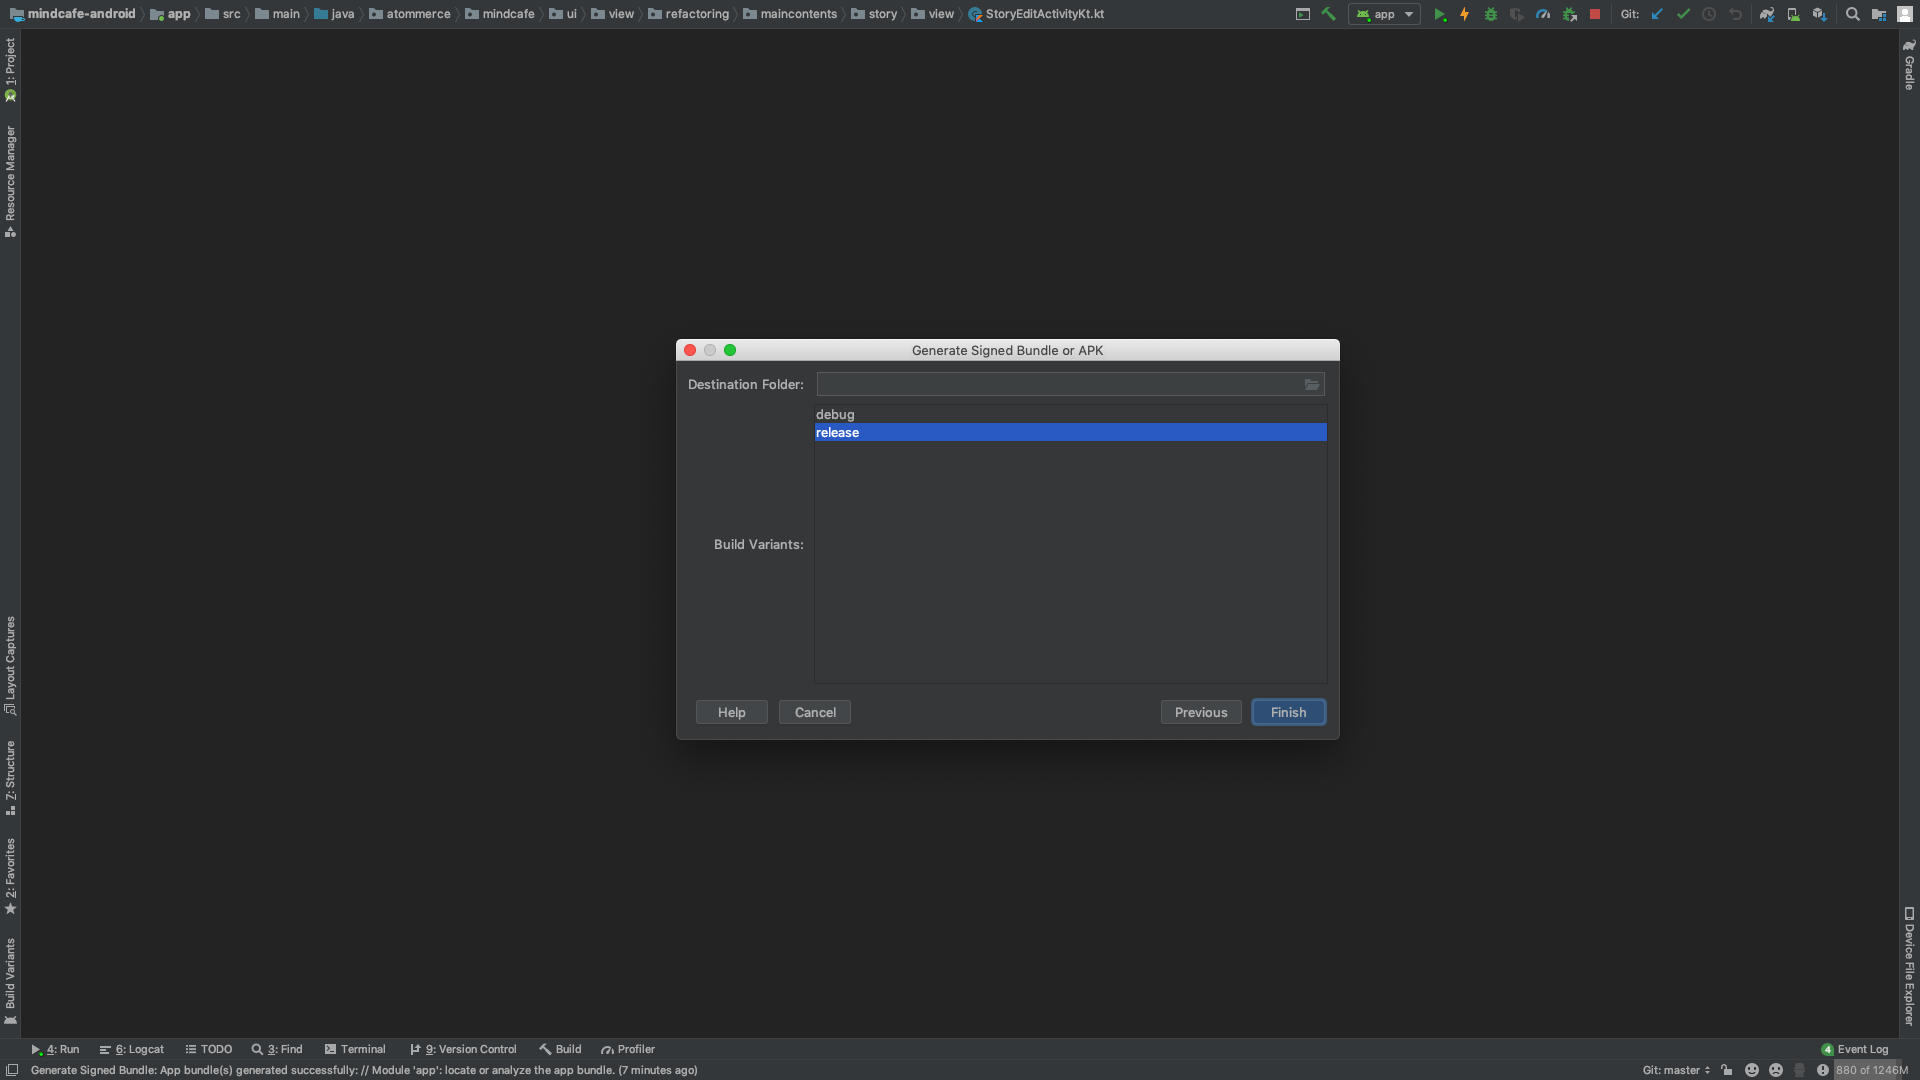 mindcafe-android app src main java atommerce mindcafe ui view refactoring maincontents story view StoryEditActivityKt.kt app Git:
1: Project
Resource Manager
Layout Captures
Z: Structure
2: Favorites
Build Variants
Gradle
Device File Explorer
Generate Signed Bundle or APK
Destination Folder:
debug
release
Build Variants:
Help Cancel Previous Finish
4: Run 6: Logcat TODO 3: Find Terminal 9: Version Control Build Profiler 4 Event Log
Generate Signed Bundle: App bundle(s) generated successfully: // Module 'app': locate or analyze the app bundle. (7 minutes ago) Git: master 880 of 1246M